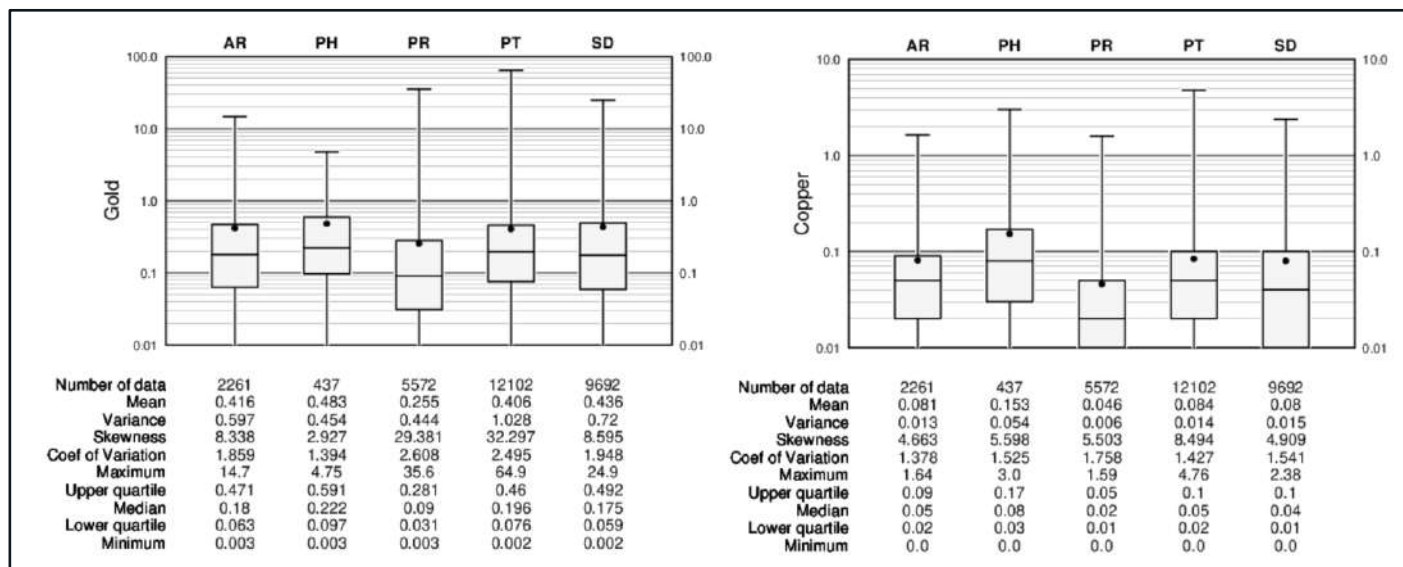 AR PH PR PT SD
100.0 100.0
10.0 10.0
1.0 1.0
0.1 0.1
0.01 0.01
Gold
Number of data 2261 437 5572 12102 9692
Mean 0.416 0.483 0.255 0.406 0.436
Variance 0.597 0.454 0.444 1.028 0.72
Skewness 8.338 2.927 29.381 32.297 8.595
Coef of Variation 1.859 1.394 2.608 2.495 1.948
Maximum 14.7 4.75 35.6 64.9 24.9
Upper quartile 0.471 0.591 0.281 0.46 0.492
Median 0.18 0.222 0.09 0.196 0.175
Lower quartile 0.063 0.097 0.031 0.076 0.059
Minimum 0.003 0.003 0.003 0.002 0.002
AR PH PR PT SD
10.0 10.0
1.0 1.0
0.1 0.1
0.01 0.01
Copper
Number of data 2261 437 5572 12102 9692
Mean 0.081 0.153 0.046 0.084 0.08
Variance 0.013 0.054 0.006 0.014 0.015
Skewness 4.663 5.598 5.503 8.494 4.909
Coef of Variation 1.378 1.525 1.758 1.427 1.541
Maximum 1.64 3.0 1.59 4.76 2.38
Upper quartile 0.09 0.17 0.05 0.1 0.1
Median 0.05 0.08 0.02 0.05 0.04
Lower quartile 0.02 0.03 0.01 0.02 0.01
Minimum 0.0 0.0 0.0 0.0 0.0